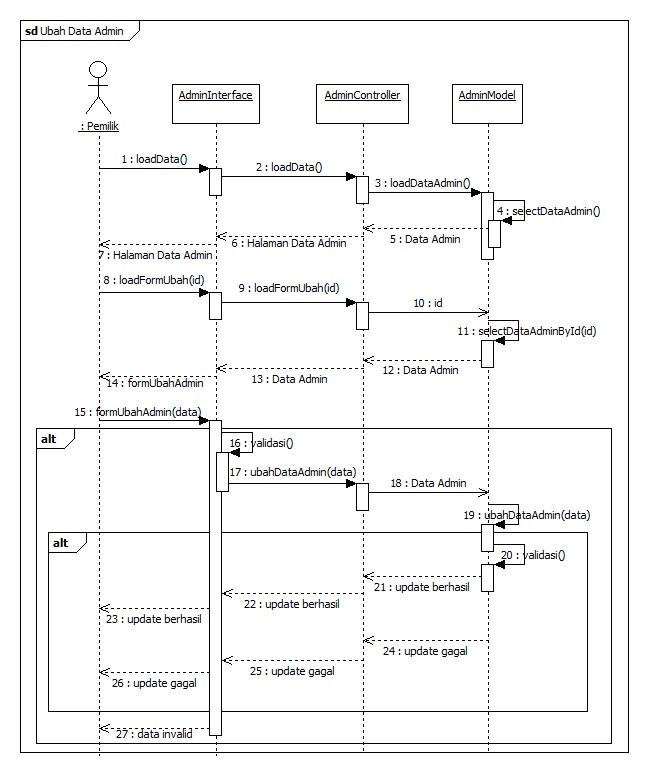 sd Ubah Data Admin
: Pemilik
AdminInterface
AdminController
AdminModel
1 : loadData()
2 : loadData()
3 : loadDataAdmin()
4 : selectDataAdmin()
5 : Data Admin
6 : Halaman Data Admin
7 : Halaman Data Admin
8 : loadFormUbah(id)
9 : loadFormUbah(id)
10 : id
11 : selectDataAdminById(id)
12 : Data Admin
13 : Data Admin
14 : formUbahAdmin
15 : formUbahAdmin(data)
alt
16 : validasi()
17 : ubahDataAdmin(data)
18 : Data Admin
19 : ubahDataAdmin(data)
alt
20 : validasi()
21 : update berhasil
22 : update berhasil
23 : update berhasil
24 : update gagal
25 : update gagal
26 : update gagal
27 : data invalid